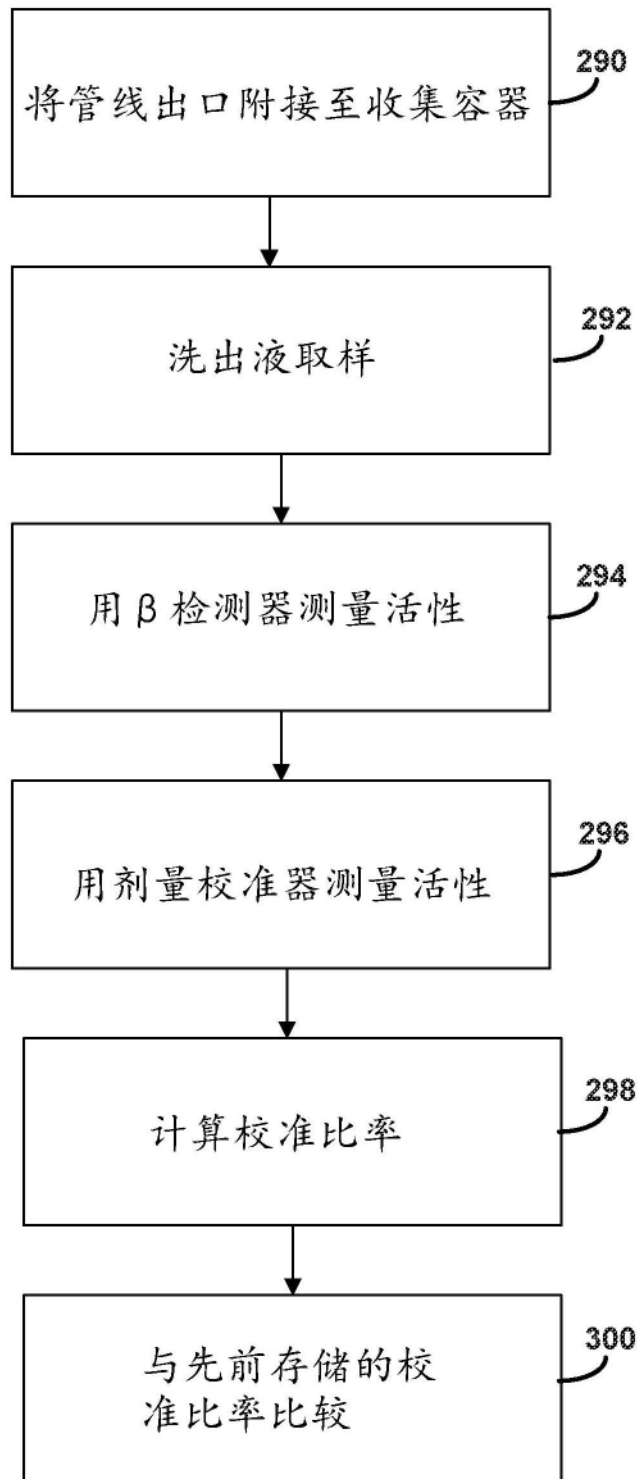 将管线出口附接至收集容器
290
洗出液取样
292
用β检测器测量活性
294
用剂量校准器测量活性
296
计算校准比率
298
与先前存储的校
准比率比较
300